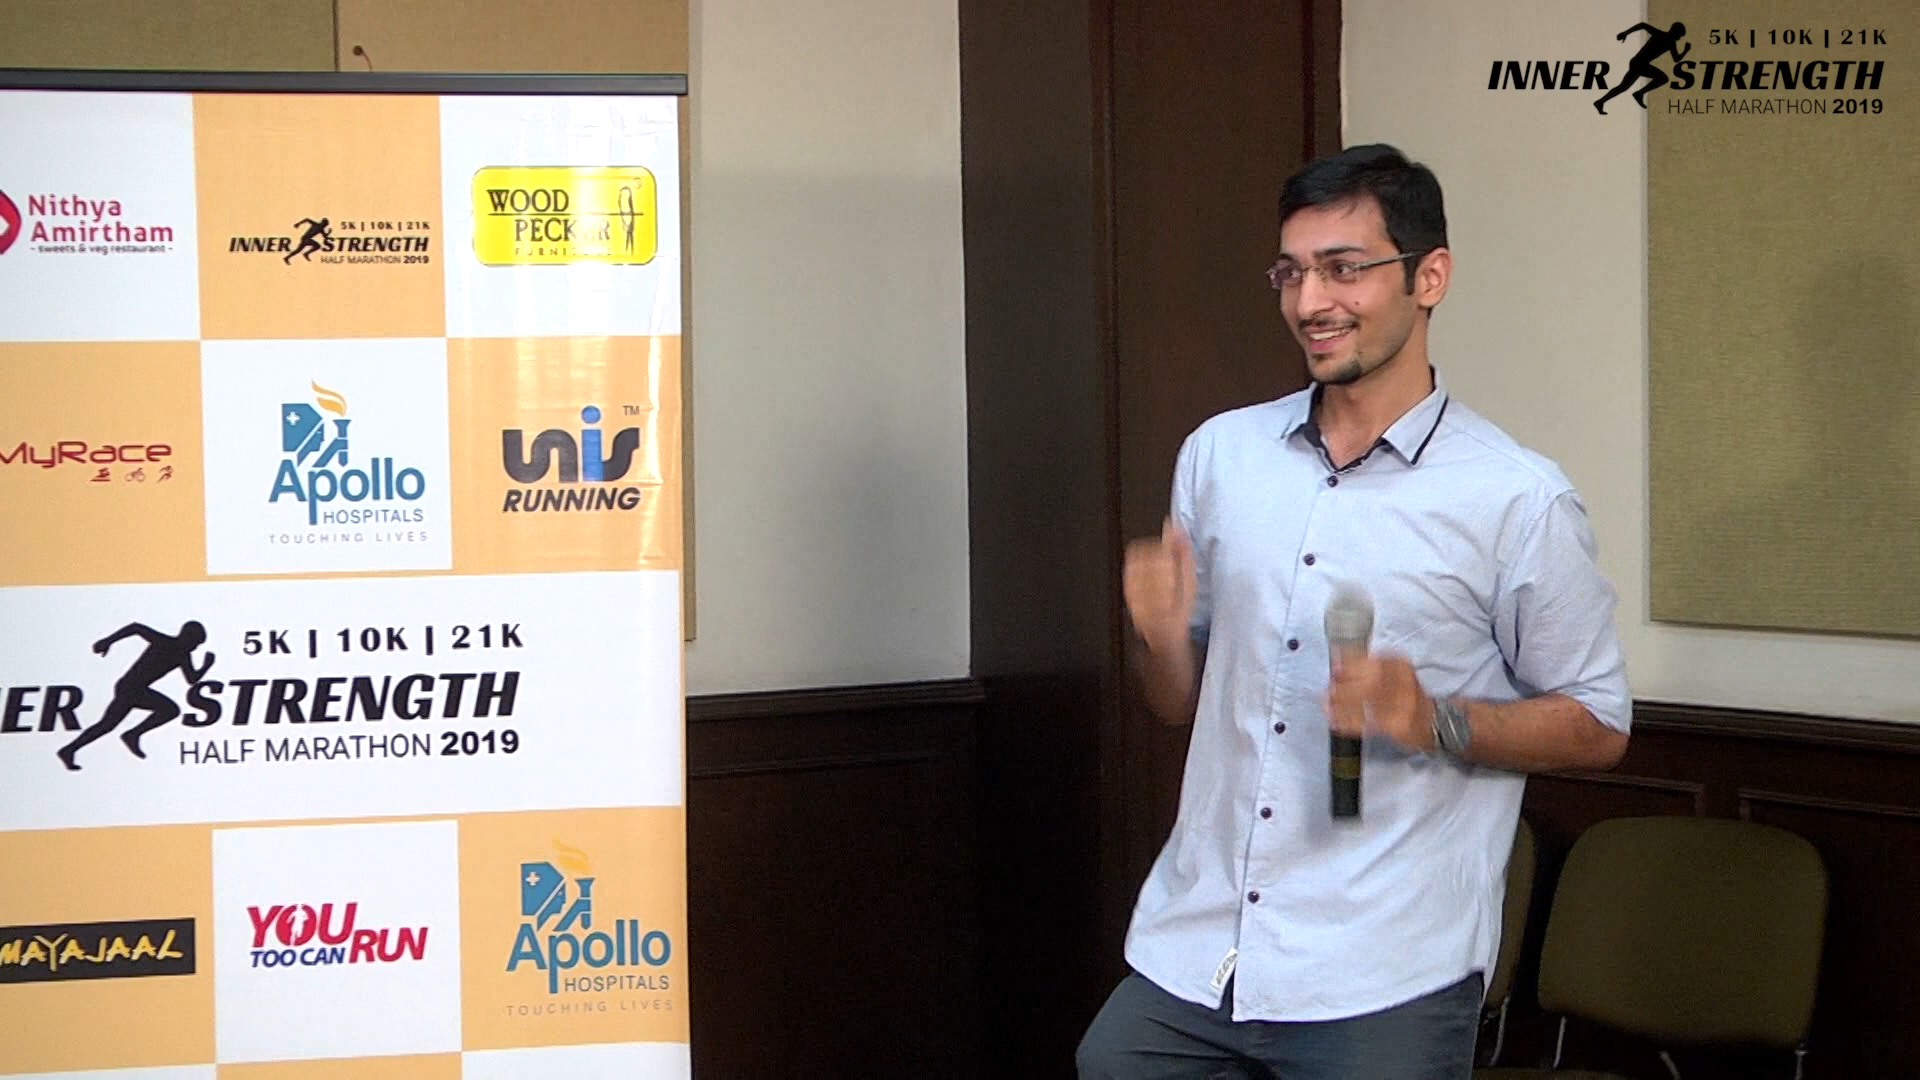 5K | 10K | 21K
INNER STRENGTH
HALF MARATHON 2019
Nithya
Amirtham
- sweets & veg restaurant -
5K | 10K | 21K
INNER STRENGTH
HALF MARATHON 2019
WOOD
PECKER
MyRace
Apollo
HOSPITALS
TOUCHING LIVES
unis TM
RUNNING
5K | 10K | 21K
ER STRENGTH
HALF MARATHON 2019
MAYAJAAL
YOU
TOO CAN RUN
Apollo
HOSPITALS
TOUCHING LIVES